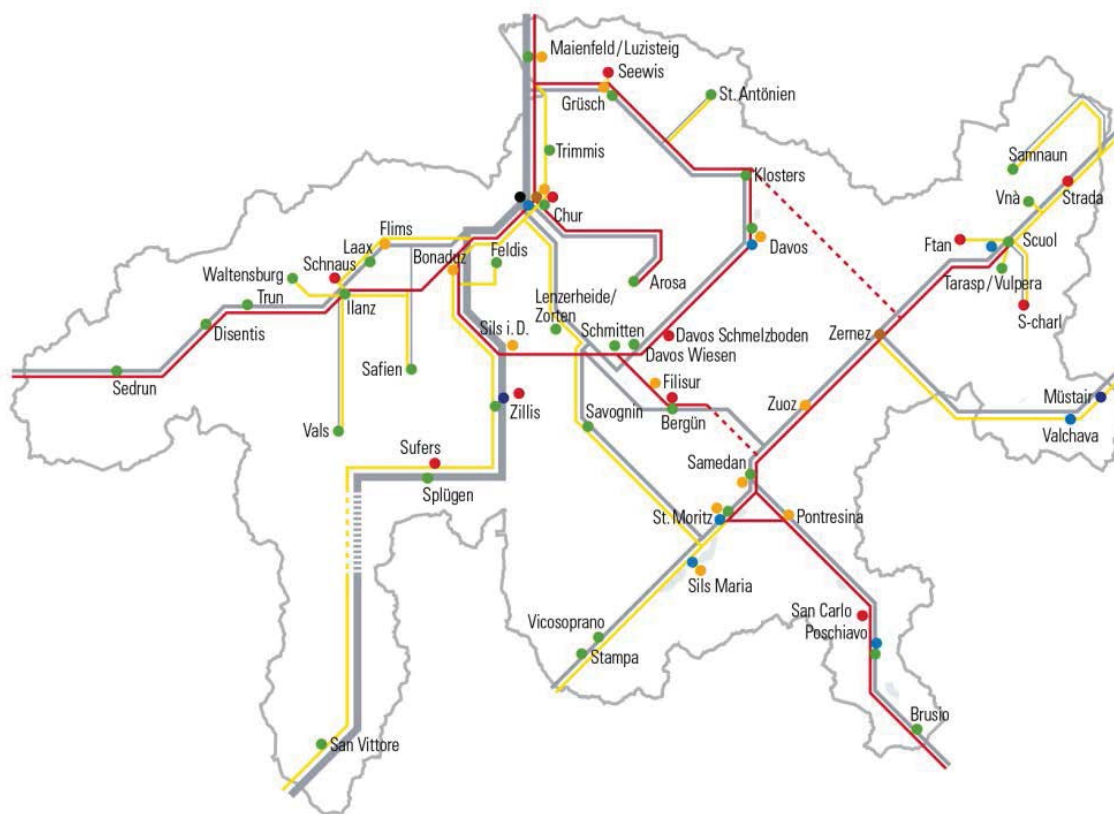 Maienfeld/Luzisteig
Seewis
Grüsch
St. Antönien
Trimmis
Klosters
Samnaun
Strada
Vnà
Chur
Flims
Laax
Bonaduz
Feldis
Davos
Ftan
Scuol
Schnaus
Waltensburg
Arosa
Tarasp/Vulpera
Trun
Ilanz
Lenzerheide/
Zorten
S-charl
Disentis
Sils i. D.
Schmitten
Davos Schmelzboden
Zernez
Davos Wiesen
Sedrun
Safien
Filisur
Zillis
Zuoz
Müstair
Savognin
Bergün
Valchava
Vals
Sufers
Samedan
Splügen
St. Moritz
Pontresina
Sils Maria
San Carlo
Vicosoprano
Poschiavo
Stampa
Brusio
San Vittore